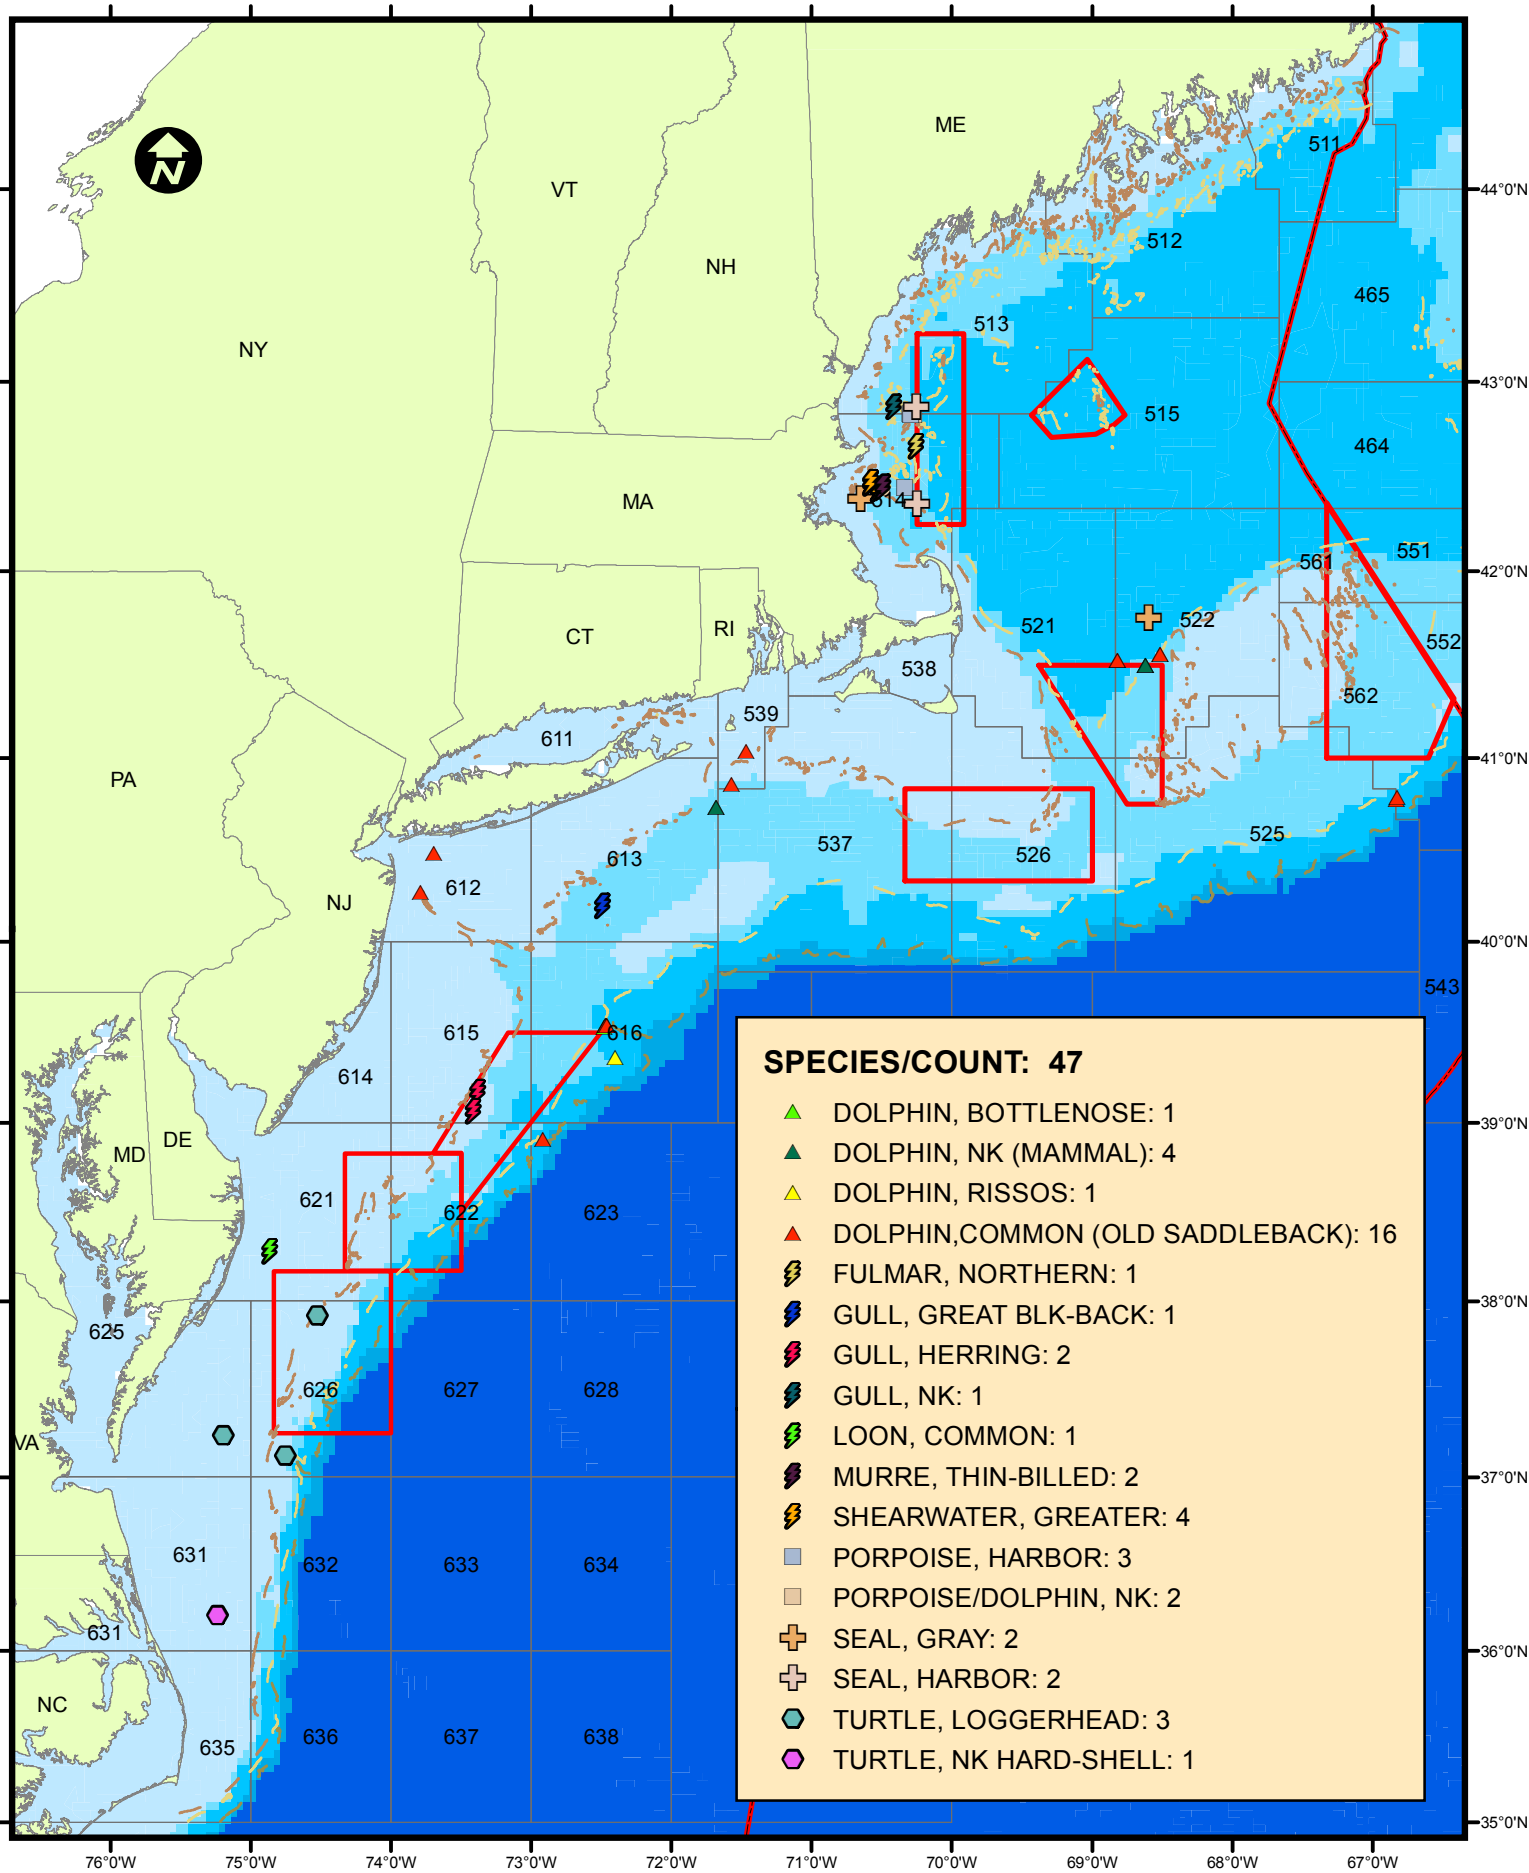 N
ME
VT
NH
NY
MA
CT
RI
PA
NJ
MD
DE
VA
NC
511
512
465
513
515
464
514
551
561
521
522
552
538
562
539
611
537
525
613
526
612
543
615
616
614
621
622
623
625
626
627
628
631
632
633
634
631
635
636
637
638
44°0'N
43°0'N
42°0'N
41°0'N
40°0'N
39°0'N
38°0'N
37°0'N
36°0'N
35°0'N
SPECIES/COUNT: 47
DOLPHIN, BOTTLENOSE: 1
DOLPHIN, NK (MAMMAL): 4
DOLPHIN, RISSOS: 1
DOLPHIN,COMMON (OLD SADDLEBACK): 16
FULMAR, NORTHERN: 1
GULL, GREAT BLK-BACK: 1
GULL, HERRING: 2
GULL, NK: 1
LOON, COMMON: 1
MURRE, THIN-BILLED: 2
SHEARWATER, GREATER: 4
PORPOISE, HARBOR: 3
PORPOISE/DOLPHIN, NK: 2
SEAL, GRAY: 2
SEAL, HARBOR: 2
TURTLE, LOGGERHEAD: 3
TURTLE, NK HARD-SHELL: 1
76°0'W 75°0'W 74°0'W 73°0'W 72°0'W 71°0'W 70°0'W 69°0'W 68°0'W 67°0'W